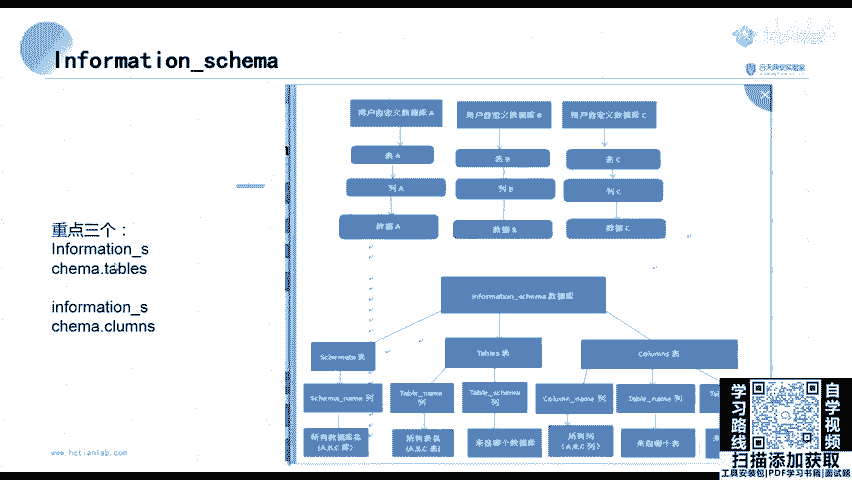 Information_schema
用户自定义数据库A
用户自定义数据库B
用户自定义数据库C
表A
表B
表C
列A
列B
列C
数据A
数据B
数据C
重点三个：
Information_s
chema.tables
information_s
chema.clumns
Information_schema 数据库
Schemata 表
Tables 表
Columns 表
Schema_name 列
Table_name
列
Table_schema
列
Column_name 列
Table_name 列
所有数据库名
(A,B,C 库)
所有表名
(A,B,C 表)
来自哪个数据库
所有列
(A,B,C 列)
来自哪个表
www.hetianlab.com
学习路线
自学视频
扫描添加获取
工具安装包|PDF学习书籍|面试题